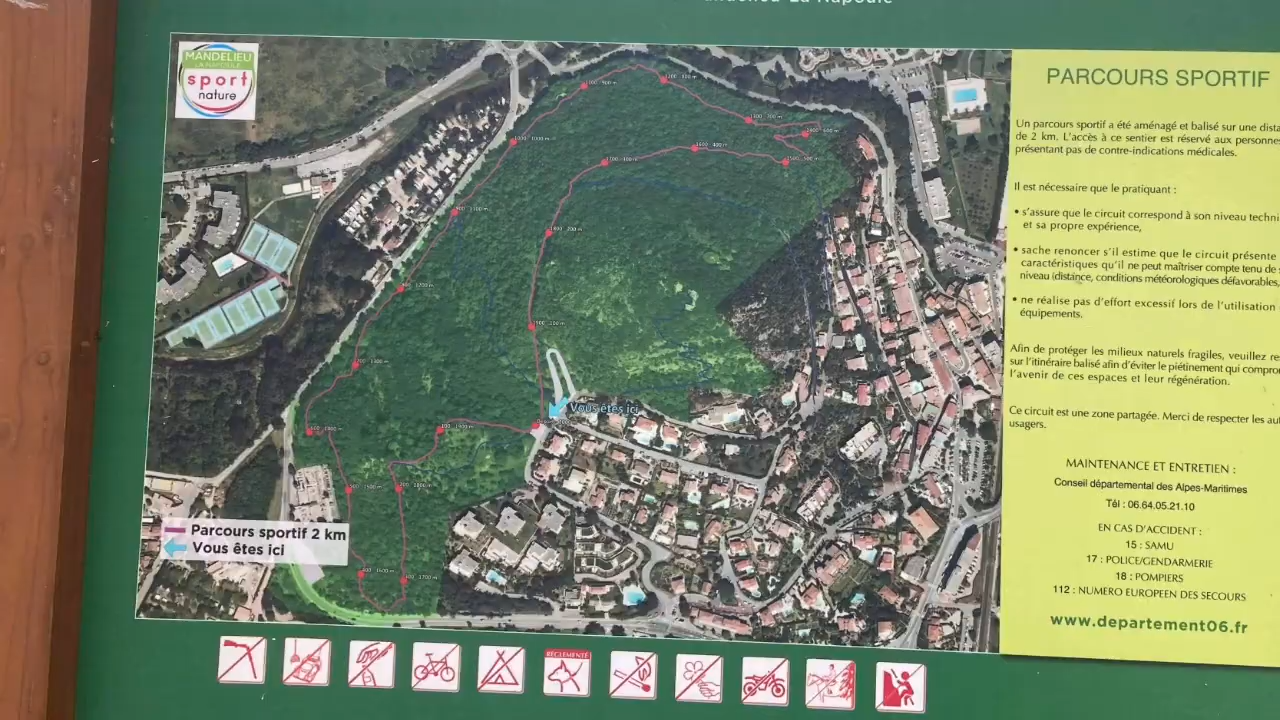 MANDELIEU
LA NAPOULE
sport
nature
Vous êtes ici
Parcours sportif 2 km
Vous êtes ici
RÉGLEMENTÉ
PARCOURS SPORTIF
Un parcours sportif a été aménagé et balisé sur une
de 2 km. L'accès à ce sentier est réservé aux
présentant pas de contre-indications médicales.
Il est nécessaire que le pratiquant :
• s'assure que le circuit correspond à son niveau
et sa propre expérience,
• sache renoncer s'il estime que le circuit présente
caractéristiques qu'il ne peut maîtriser compte tenu de
niveau (distance, conditions météorologiques défavorables,
• ne réalise pas d'effort excessif lors de l'utilisation
équipements.
Afin de protéger les milieux naturels fragiles, veuillez
sur l'itinéraire balisé afin d'éviter le piétinement qui
l'avenir de ces espaces et leur régénération.
Ce circuit est une zone partagée. Merci de respecter les
usagers.
MAINTENANCE ET ENTRETIEN :
Conseil départemental des Alpes-Maritimes
Tél : 06.64.05.21.10
EN CAS D'ACCIDENT :
15 : SAMU
17 : POLICE/GENDARMERIE
18 : POMPIERS
112 : NUMERO EUROPEEN DES SECOURS
www.departement06.fr